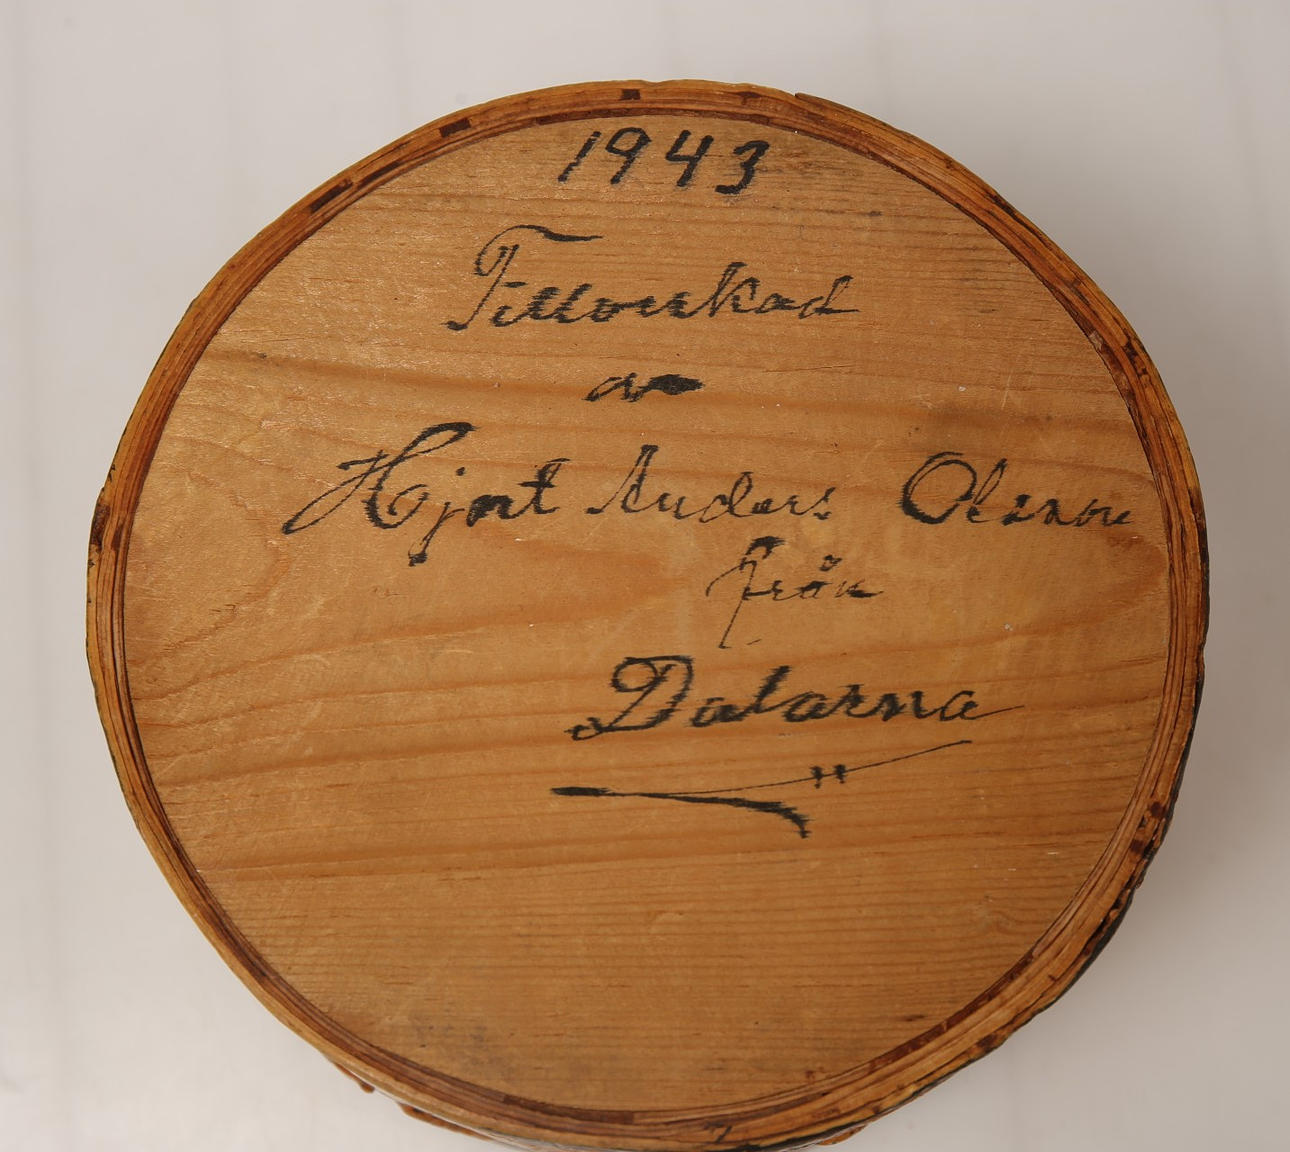 1943
Tillverkad
av
Hjort Anders Olsson
från
Dalarna